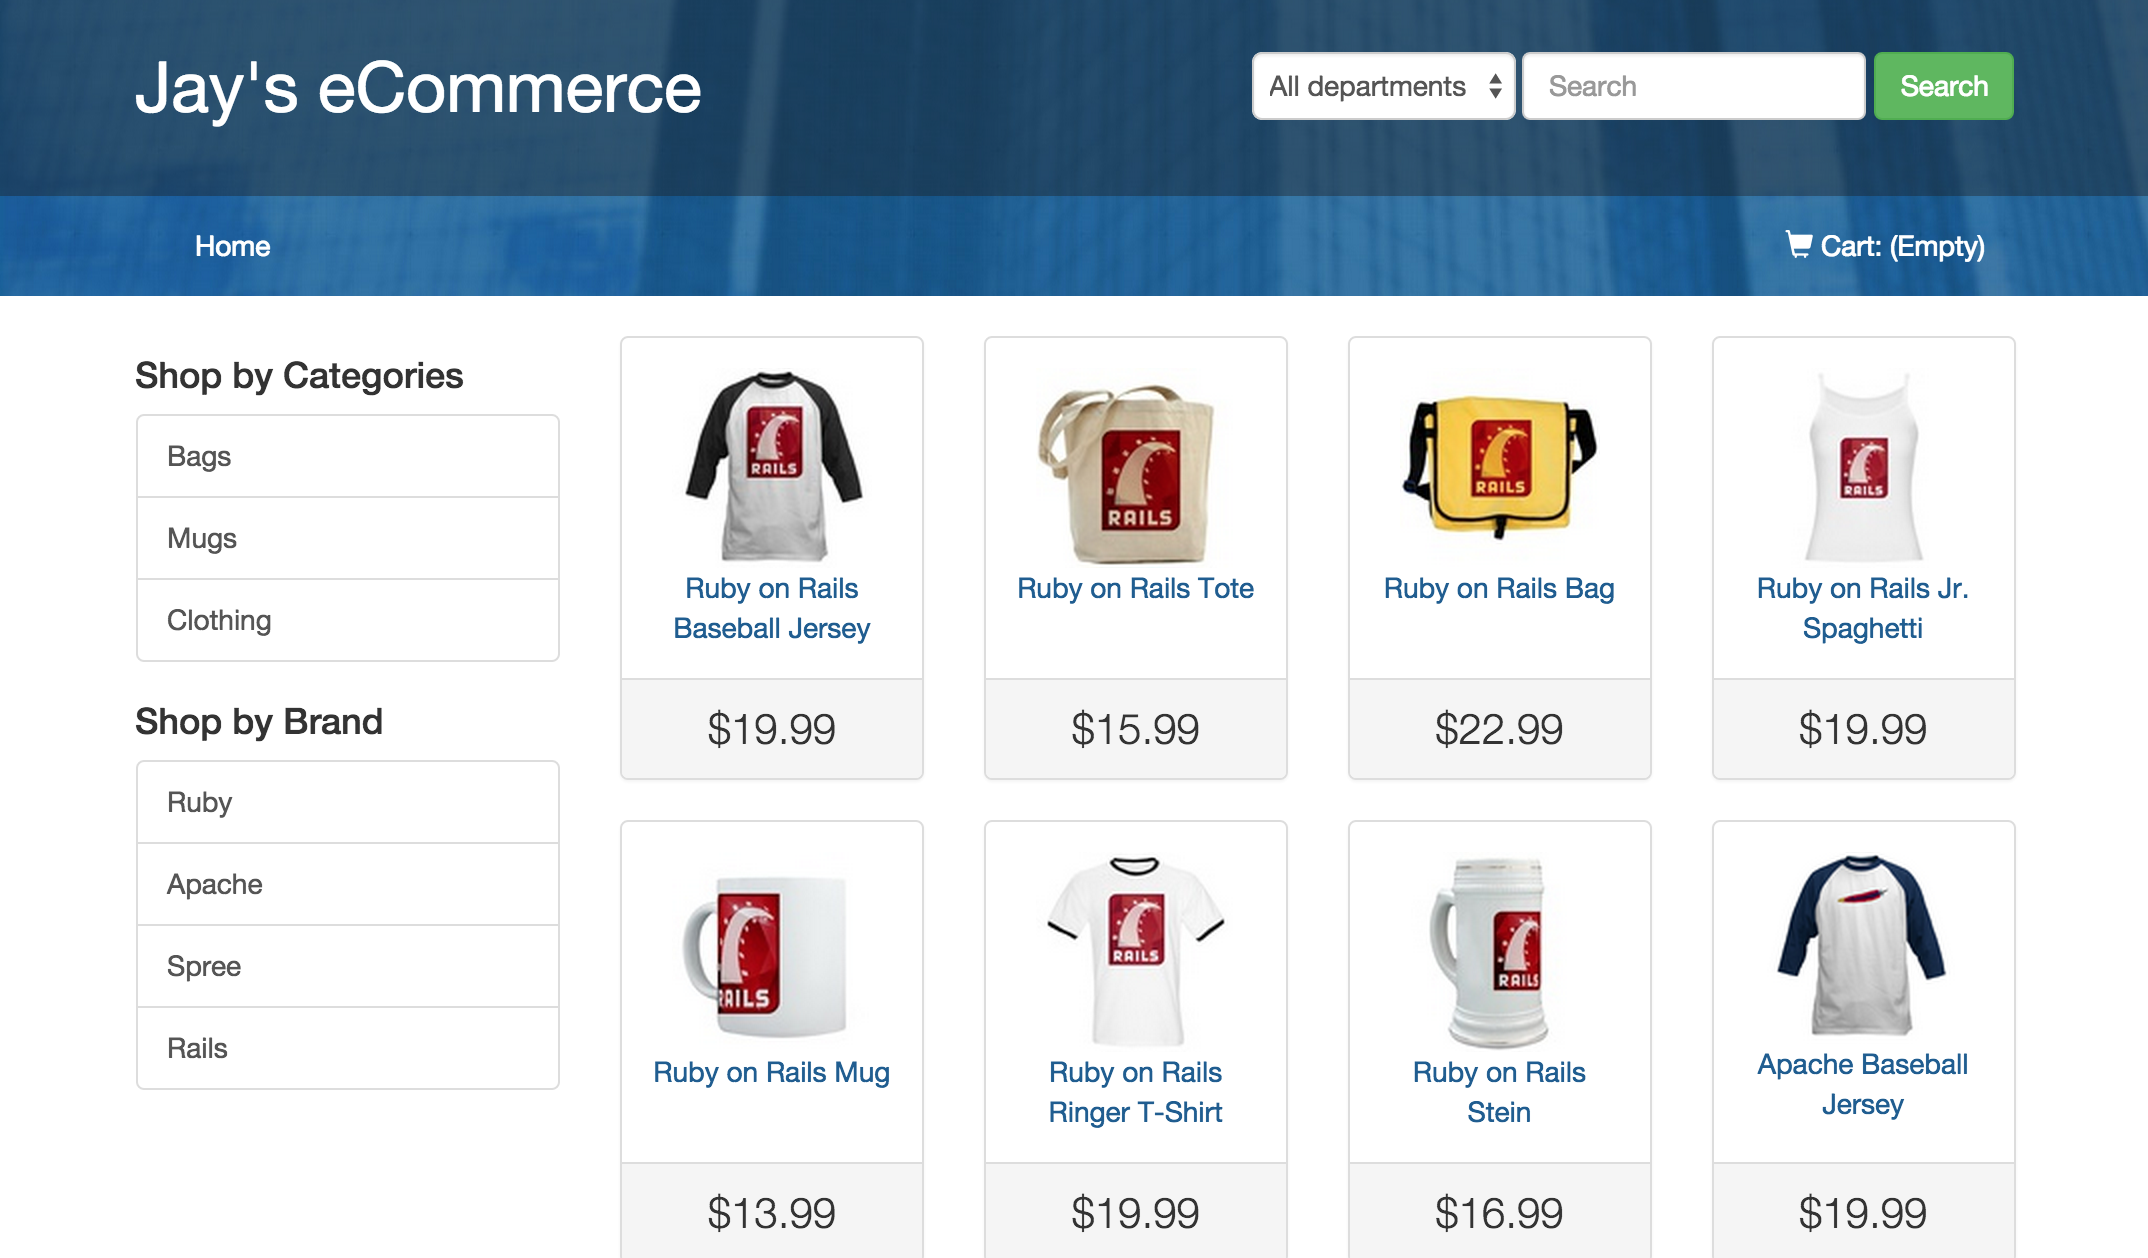 Jay's eCommerce
All departments
Search
Search
Home
Cart: (Empty)
Shop by Categories
Bags
Mugs
Clothing
Shop by Brand
Ruby
Apache
Spree
Rails
RAILS
Ruby on Rails
Baseball Jersey
$19.99
RAILS
Ruby on Rails Tote
$15.99
RAILS
Ruby on Rails Bag
$22.99
RAILS
Ruby on Rails Jr.
Spaghetti
$19.99
RAILS
Ruby on Rails Mug
$13.99
RAILS
Ruby on Rails
Ringer T-Shirt
$19.99
RAILS
Ruby on Rails
Stein
$16.99
Apache Baseball
Jersey
$19.99